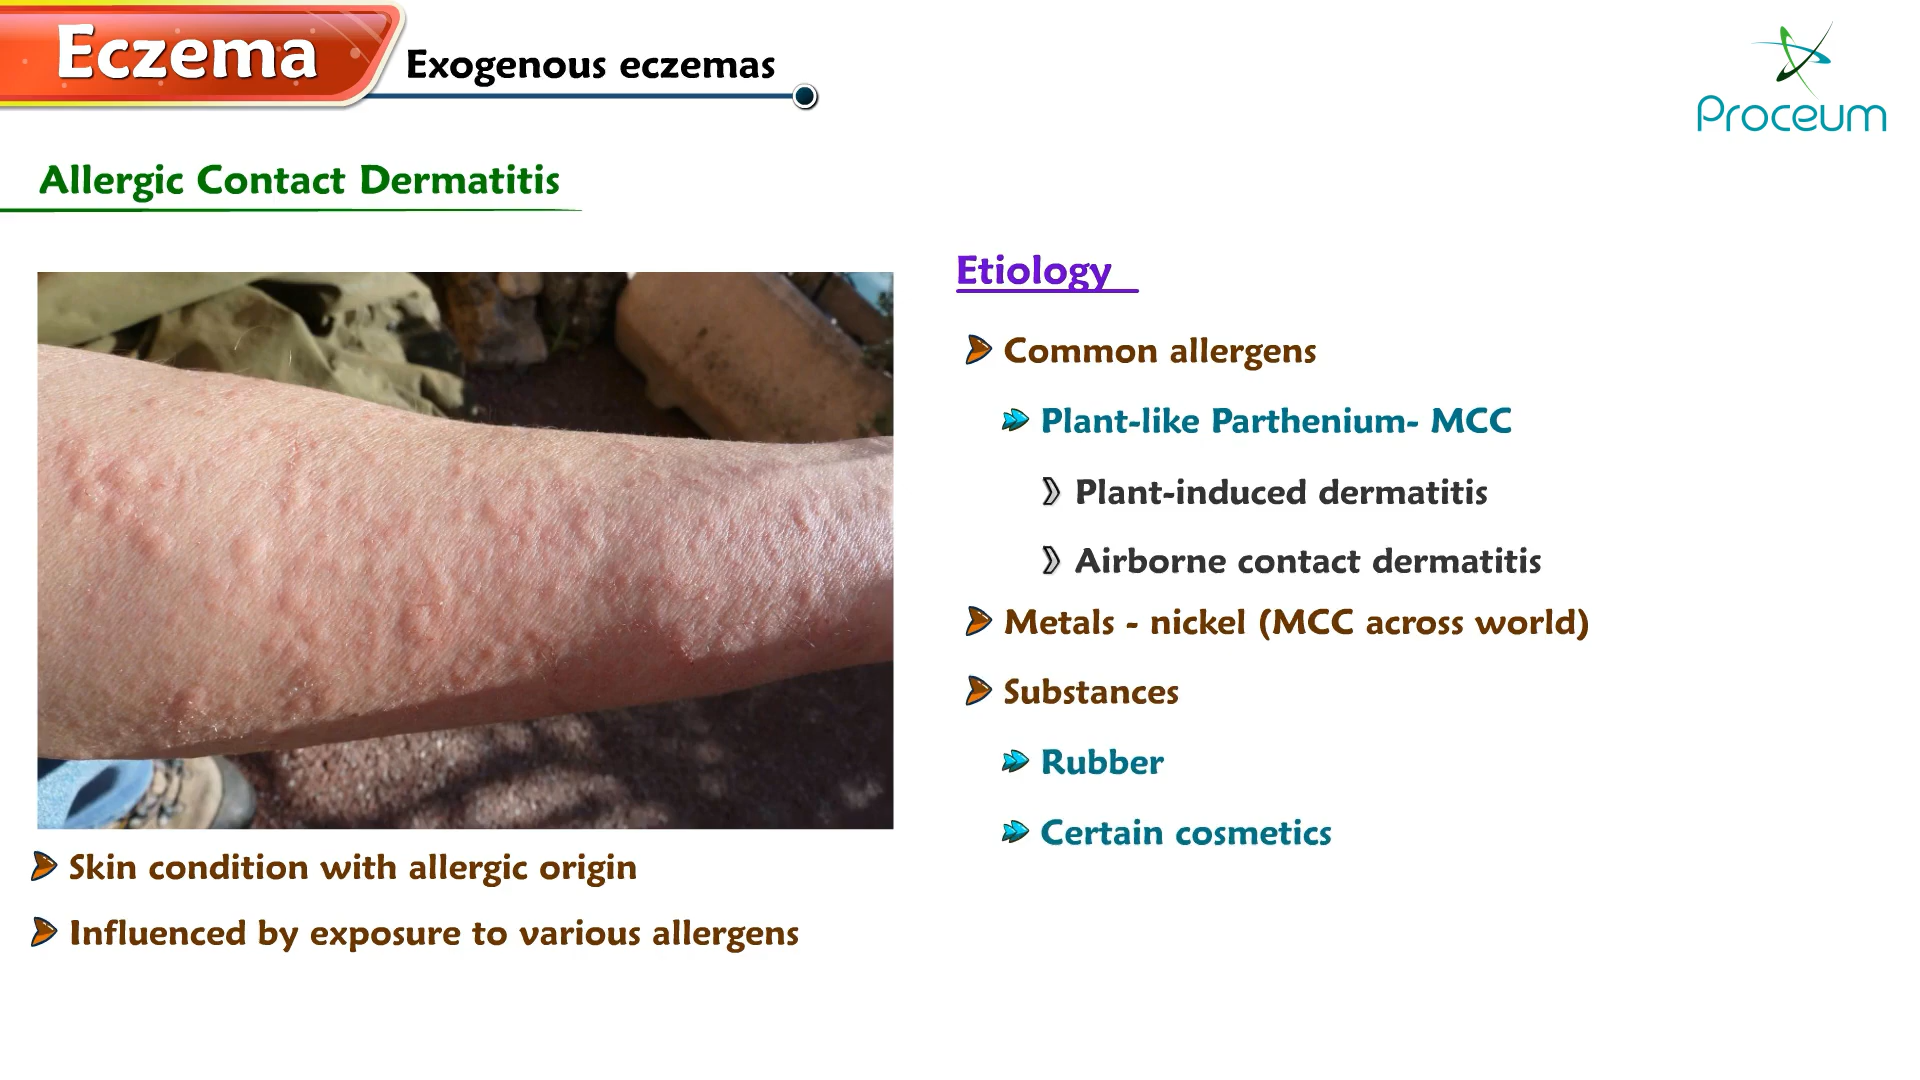 Eczema
Exogenous eczemas
Proceum
Allergic Contact Dermatitis
Skin condition with allergic origin
Influenced by exposure to various allergens
Etiology
Common allergens
Plant-like Parthenium- MCC
Plant-induced dermatitis
Airborne contact dermatitis
Metals - nickel (MCC across world)
Substances
Rubber
Certain cosmetics